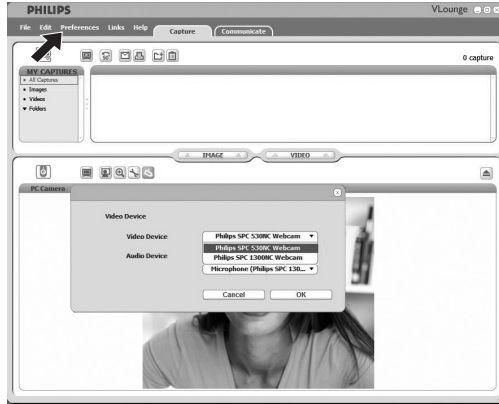 PHILIPS
VLounge
File Edit Preferences Links Help
Capture
Communicate
0 capture
MY CAPTURES
All Captures
Images
Videos
Folders
IMAGE
VIDEO
PC Camera
Video Device
Video Device
Philips SPC 530NC Webcam
Philips SPC 530NC Webcam
Audio Device
Philips SPC 1300NC Webcam
Microphone (Philips SPC 130...
Cancel
OK